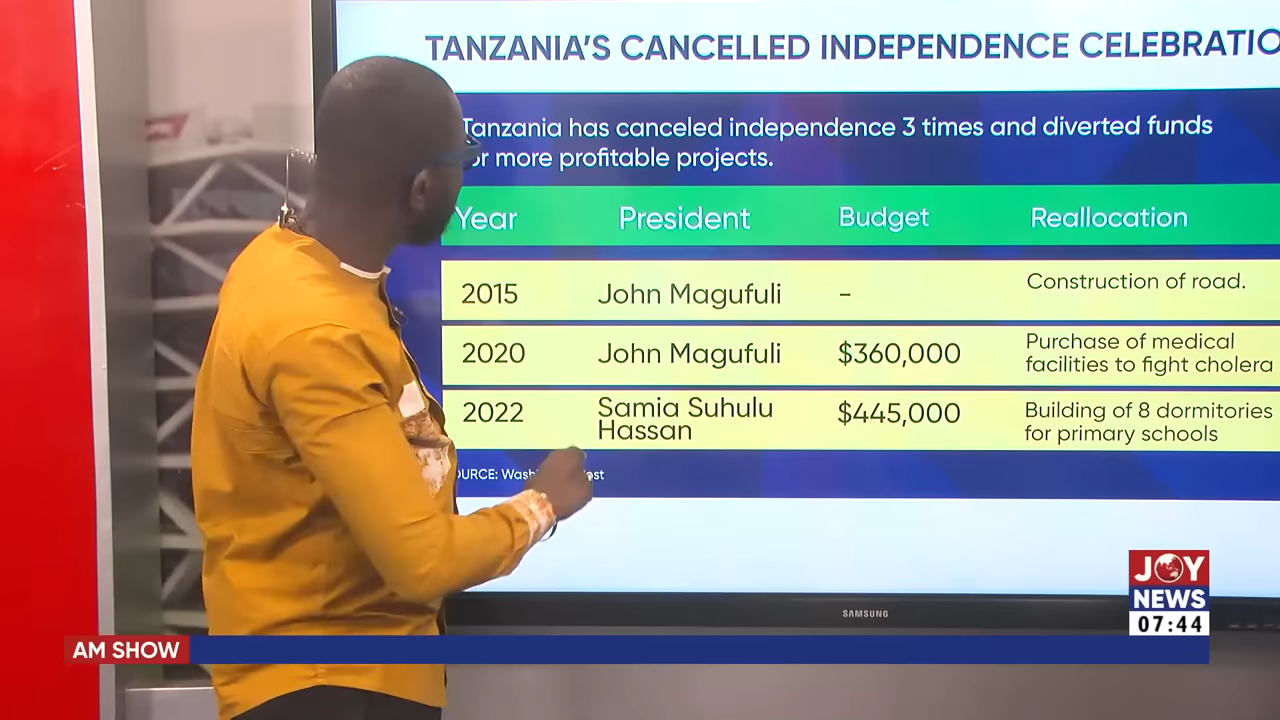 TANZANIA'S CANCELLED INDEPENDENCE CELEBRATIO
Tanzania has canceled independence 3 times and diverted funds
or more profitable projects.
Year President Budget Reallocation
2015 John Magufuli - Construction of road.
2020 John Magufuli $360,000 Purchase of medical
facilities to fight cholera
2022 Samia Suhulu
Hassan $445,000 Building of 8 dormitories
for primary schools
OURCE:
SAMSUNG
JOY
NEWS
07:44
AM SHOW